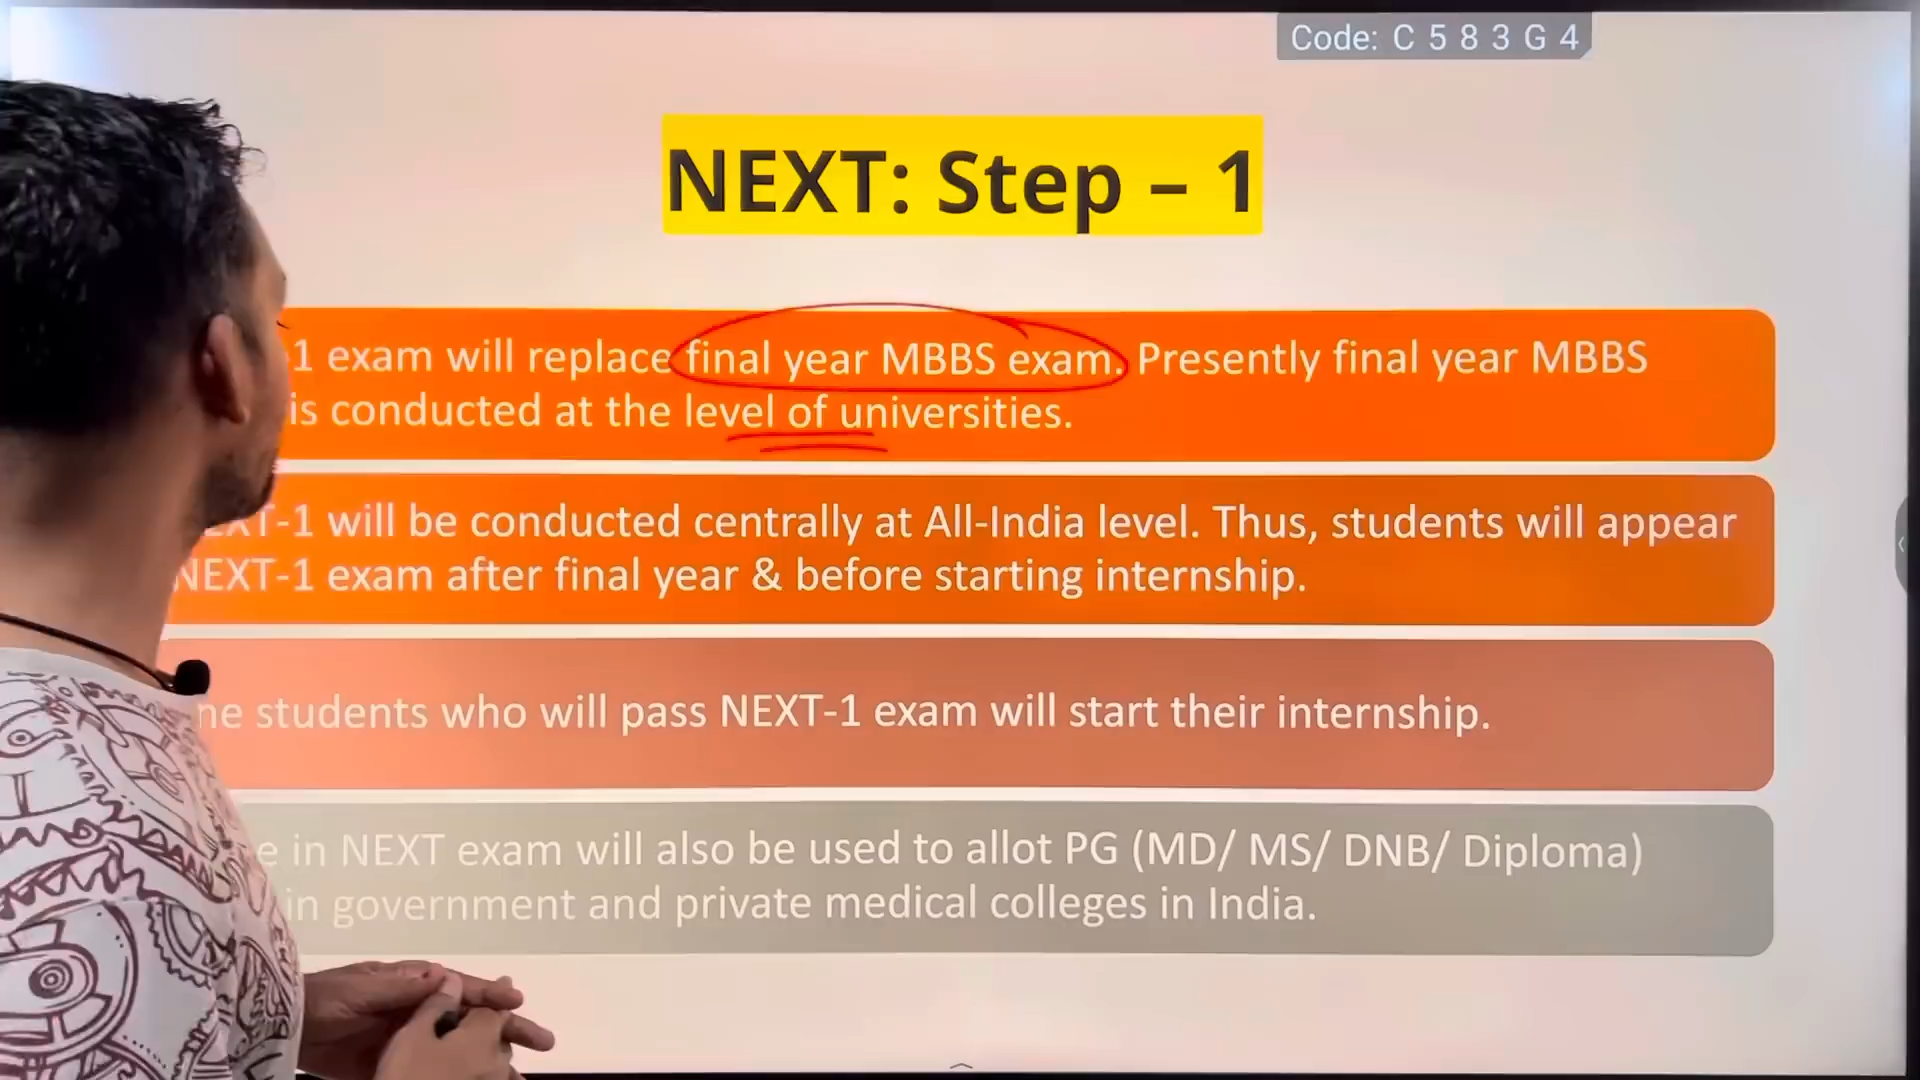 Code: C 5 8 3 G 4
NEXT: Step – 1
-1 exam will replace final year MBBS exam. Presently final year MBBS
is conducted at the level of universities.
EXT-1 will be conducted centrally at All-India level. Thus, students will appear
NEXT-1 exam after final year & before starting internship.
students who will pass NEXT-1 exam will start their internship.
in NEXT exam will also be used to allot PG (MD/ MS/ DNB/ Diploma)
in government and private medical colleges in India.